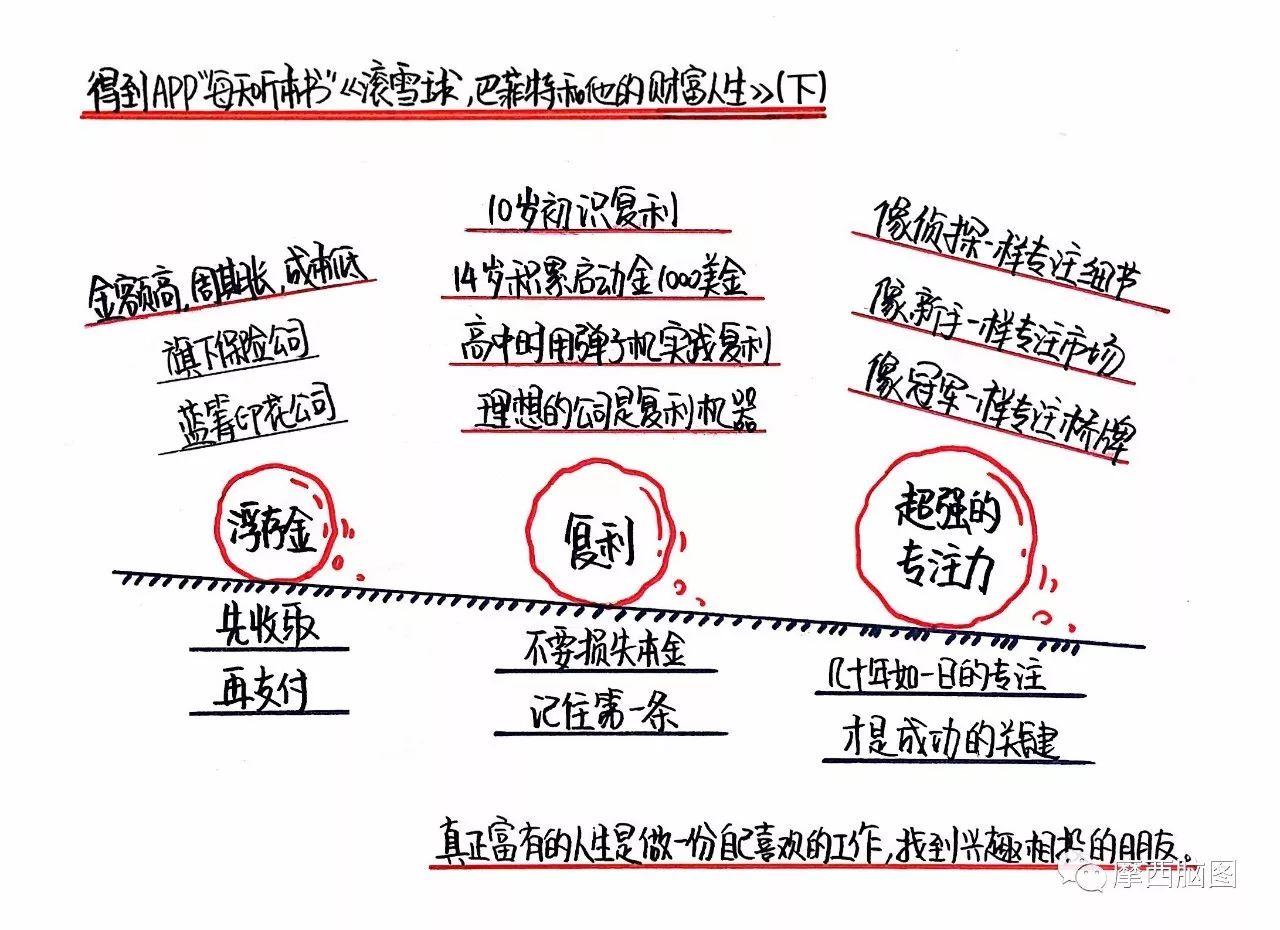 得到APP"每天听本书"《滚雪球,巴菲特和他的财富人生》(下)
金额高,周期胀,成本低
旗下保险公司
蓝印花公司
浮存金
先收取
再支付
10岁初识复利
14岁积累启动金1000美金
高中时用弹子机实践复利
理想的公司是复利机器
复利
不要损失本金
记住第一条
像侦探一样专注细节
像新手一样专注市场
像冠军一样专注桥牌
超强的
专注力
几十年如一日的专注
才是成功的关键
真正富有的人生是做一份自己喜欢的工作,找到兴趣相投的朋友。
摩西脑图